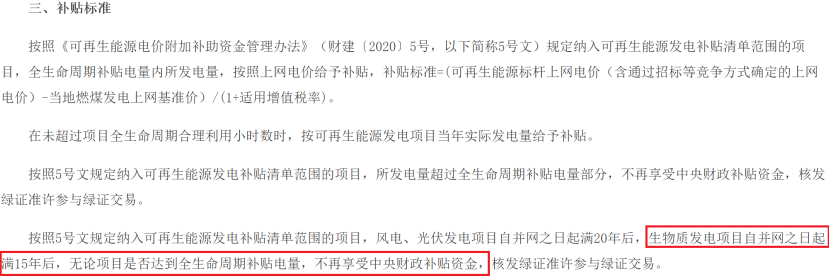 三、补贴标准
按照《可再生能源电价附加补助资金管理办法》（财建〔2020〕5号，以下简称5号文）规定纳入可再生能源发电补贴清单范围的项
目，全生命周期补贴电量内所发电量，按照上网电价给予补贴，补贴标准=(可再生能源标杆上网电价（含通过招标等竞争方式确定的上网
电价）-当地燃煤发电上网基准价）/(1+适用增值税率)。
在未超过项目全生命周期合理利用小时数时，按可再生能源发电项目当年实际发电量给予补贴。
按照5号文规定纳入可再生能源发电补贴清单范围的项目，所发电量超过全生命周期补贴电量部分，不再享受中央财政补贴资金，核发
绿证准许参与绿证交易。
按照5号文规定纳入可再生能源发电补贴清单范围的项目，风电、光伏发电项目自并网之日起满20年后，生物质发电项目自并网之日起
满15年后，无论项目是否达到全生命周期补贴电量，不再享受中央财政补贴资金，核发绿证准许参与绿证交易。